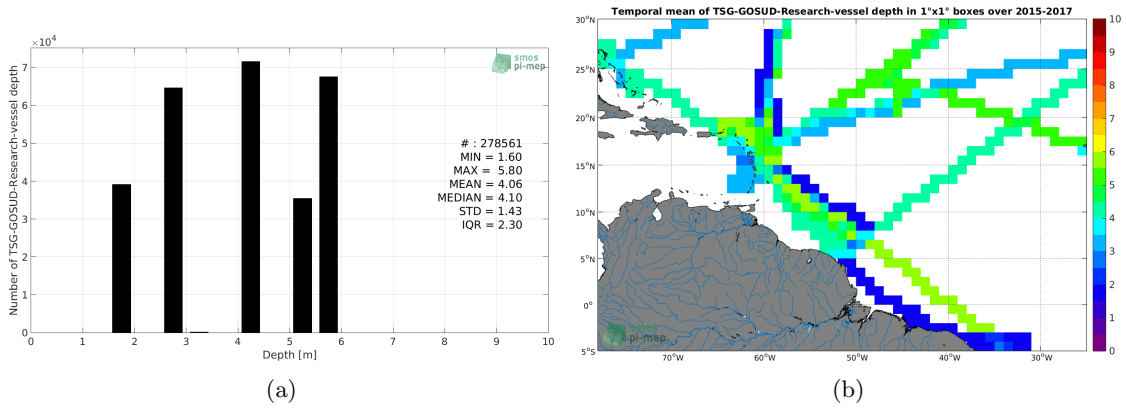 Temporal mean of TSG-GOSUD-Research-vessel depth in 1°x1° boxes over 2015-2017
×10⁴
Number of TSG-GOSUD-Research-vessel depth
7
6
5
4
3
2
1
0
smos
pi-mep
# : 278561
MIN = 1.60
MAX = 5.80
MEAN = 4.06
MEDIAN = 4.10
STD = 1.43
IQR = 2.30
0 1 2 3 4 5 6 7 8 9 10
Depth [m]
(a)
30°N
25°N
20°N
15°N
10°N
5°N
0°
5°S
smos
pi-mep
70°W 60°W 50°W 40°W 30°W
10
9
8
7
6
5
4
3
2
1
0
(b)